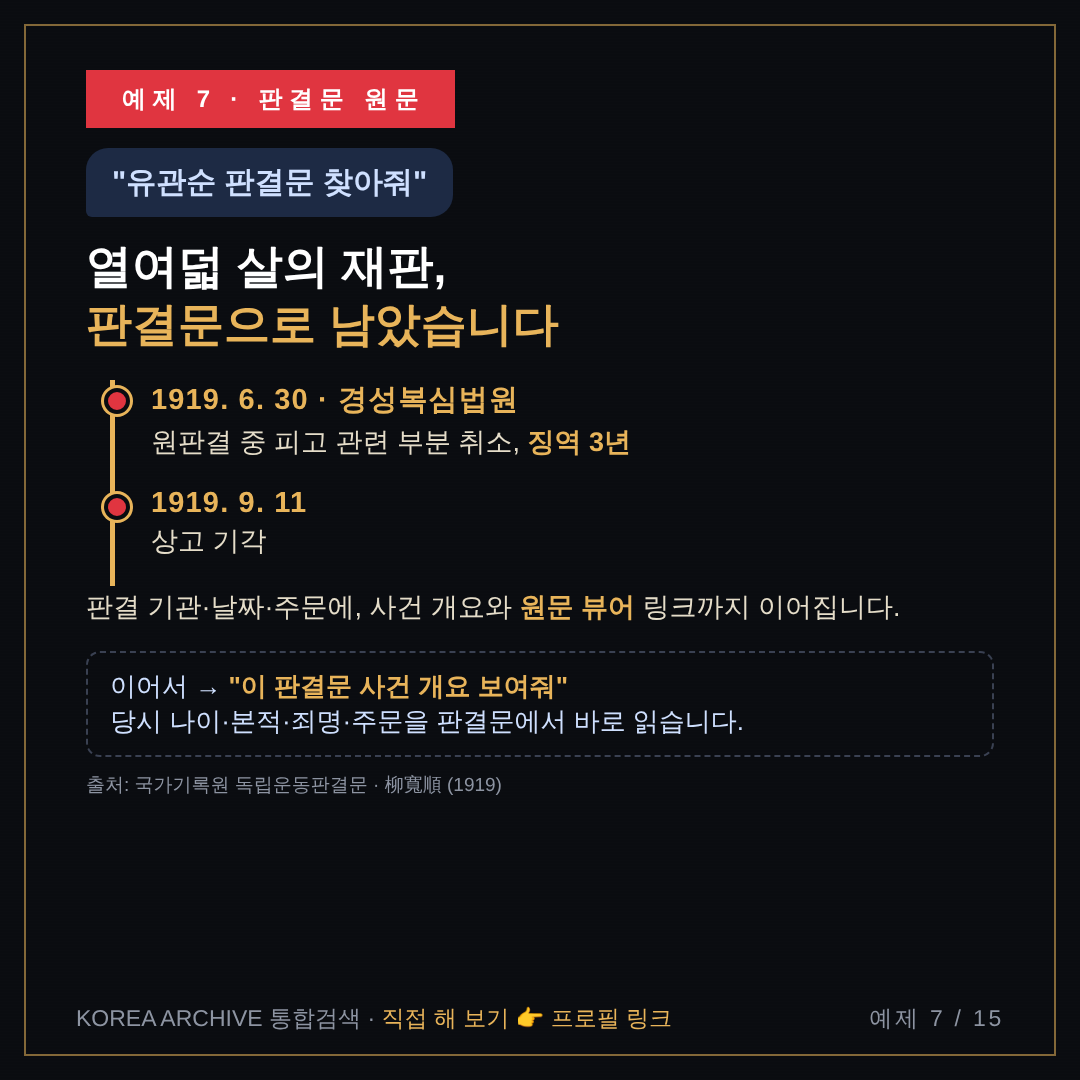 예제 7 · 판결문 원문
"유관순 판결문 찾아줘"
열여덟 살의 재판,
판결문으로 남았습니다
1919. 6. 30 · 경성복심법원
원판결 중 피고 관련 부분 취소, 징역 3년
1919. 9. 11
상고 기각
판결 기관·날짜·주문에, 사건 개요와 원문 뷰어 링크까지 이어집니다.
이어서 → "이 판결문 사건 개요 보여줘"
당시 나이·본적·죄명·주문을 판결문에서 바로 읽습니다.
출처: 국가기록원 독립운동판결문 · 柳寬順 (1919)
KOREA ARCHIVE 통합검색 · 직접 해 보기 👉 프로필 링크
예제 7 / 15